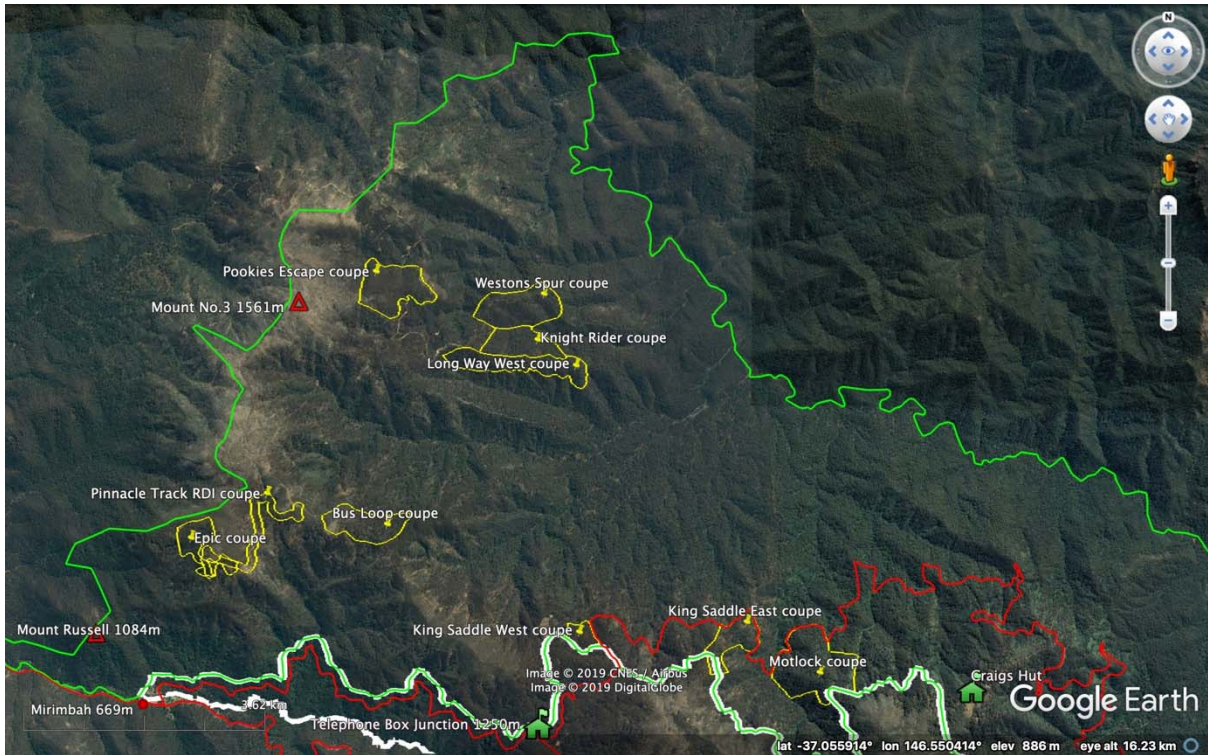 N
Pookies Escape coupe
Westons Spur coupe
Mount No.3 1561m
Knight Rider coupe
Long Way West coupe
Pinnacle Track RDI coupe
Bus Loop coupe
Epic coupe
King Saddle East coupe
Mount Russell 1084m
King Saddle West coupe
Motlock coupe
Image © 2019 CNES / Airbus
Image © 2019 DigitalGlobe
Craigs Hut
Google Earth
Mirimbah 669m
3.62 km
Telephone Box Junction 1250m
lat -37.055914° lon 146.550414° elev 886 m eye alt 16.23 km